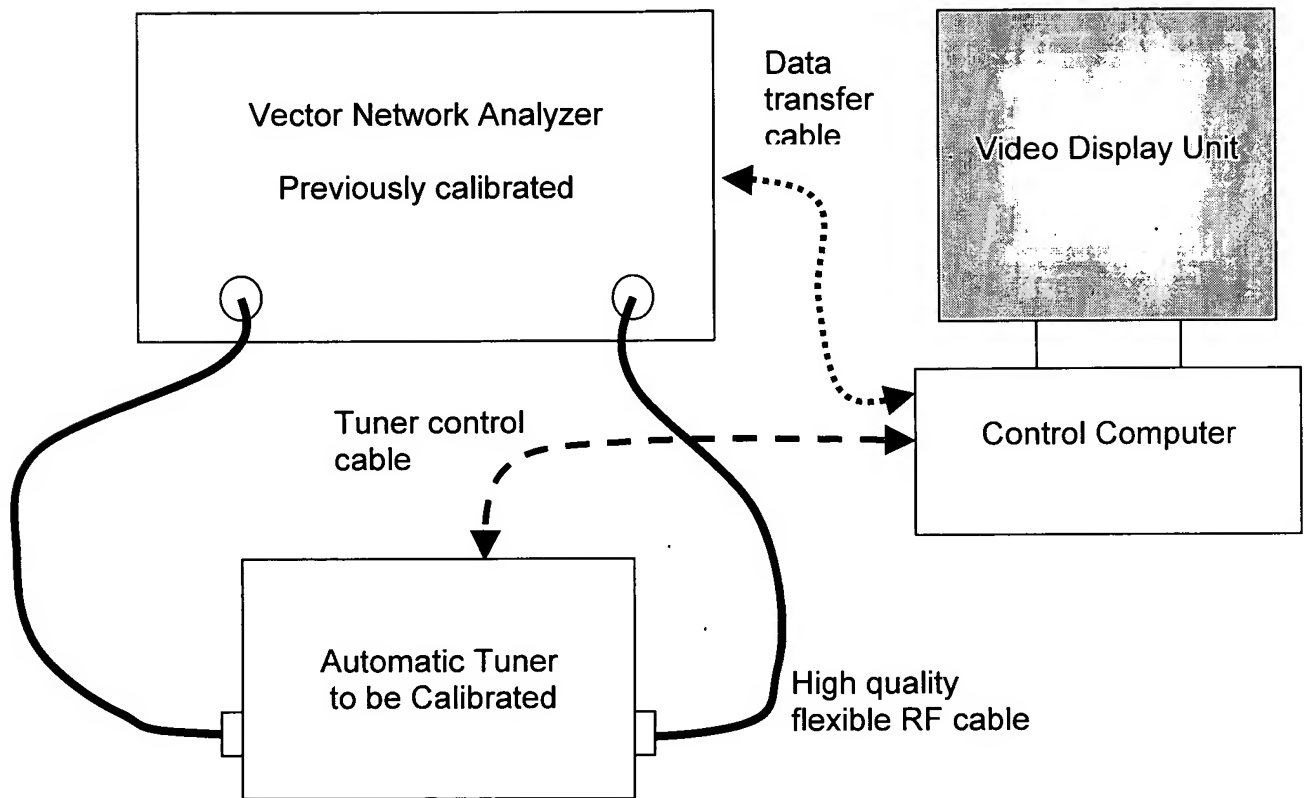 Vector Network Analyzer
Previously calibrated
Data
transfer
cable
Video Display Unit
Tuner control
cable
Control Computer
Automatic Tuner
to be Calibrated
High quality
flexible RF cable